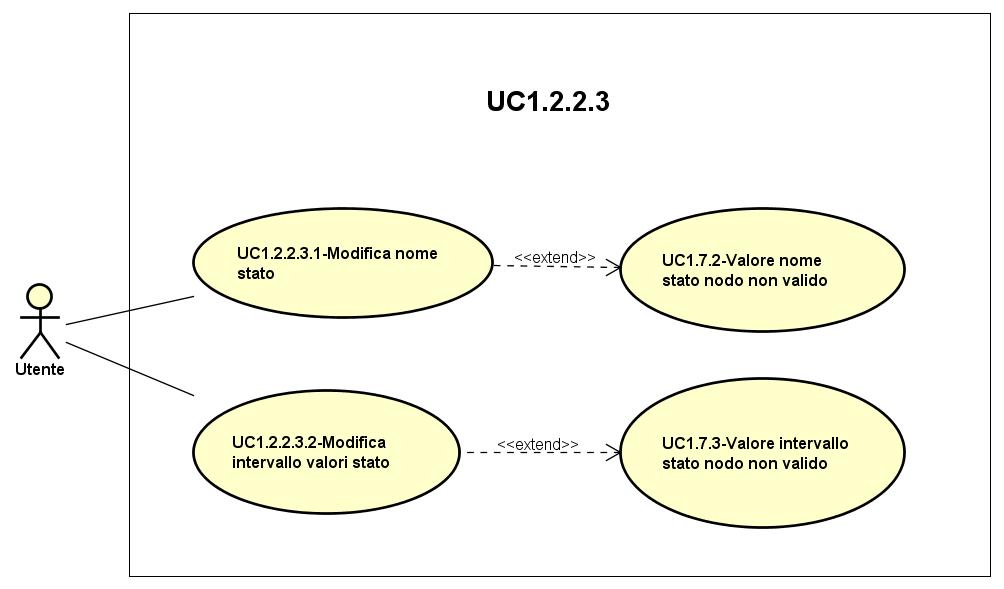 UC1.2.2.3
UC1.2.2.3.1-Modifica nome
stato
<<extend>>
UC1.7.2-Valore nome
stato nodo non valido
Utente
UC1.2.2.3.2-Modifica
intervallo valori stato
<<extend>>
UC1.7.3-Valore intervallo
stato nodo non valido